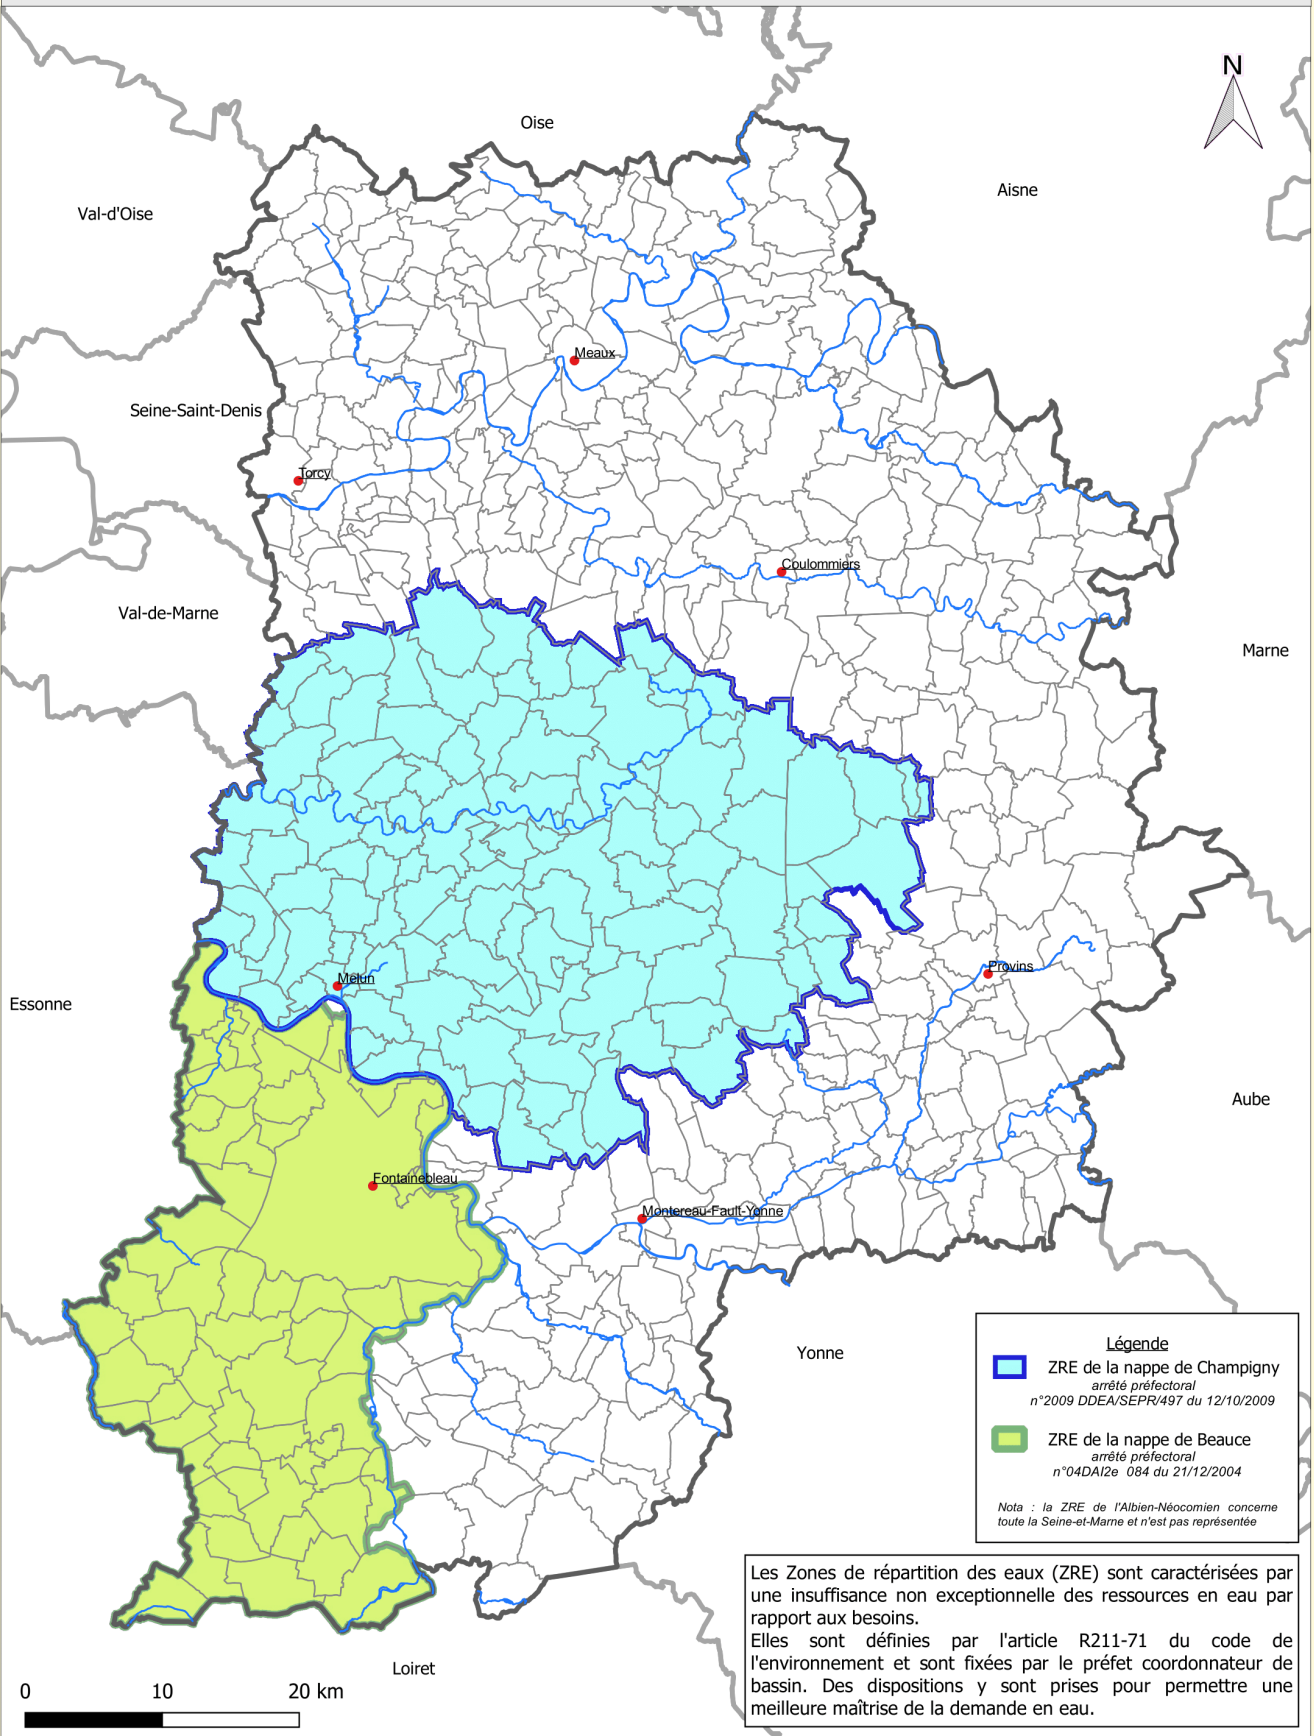 N
Oise
Aisne
Val-d'Oise
Meaux
Seine-Saint-Denis
Torcy
Coulommiers
Val-de-Marne
Marne
Provins
Melun
Essonne
Aube
Fontainebleau
Montereau-Fault-Yonne
Yonne
Légende
ZRE de la nappe de Champigny
arrêté préfectoral
n°2009 DDEA/SEPR/497 du 12/10/2009
ZRE de la nappe de Beauce
arrêté préfectoral
n°04DAI2e 084 du 21/12/2004
Nota : la ZRE de l'Albien-Néocomien concerne
toute la Seine-et-Marne et n'est pas représentée
Les Zones de répartition des eaux (ZRE) sont caractérisées par
une insuffisance non exceptionnelle des ressources en eau par
rapport aux besoins.
Elles sont définies par l'article R211-71 du code de
l'environnement et sont fixées par le préfet coordonnateur de
bassin. Des dispositions y sont prises pour permettre une
meilleure maîtrise de la demande en eau.
Loiret
0 10 20 km